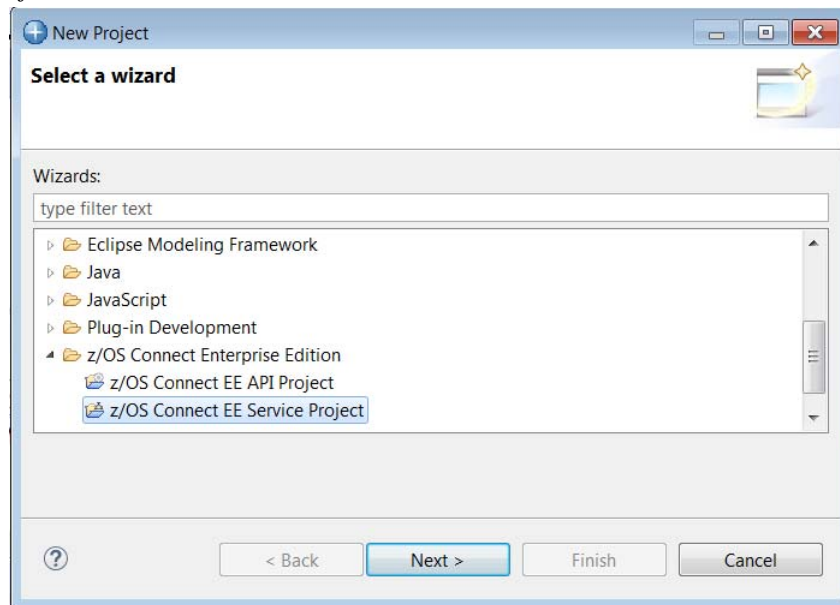 New Project
Select a wizard
Wizards:
type filter text
Eclipse Modeling Framework
Java
JavaScript
Plug-in Development
z/OS Connect Enterprise Edition
z/OS Connect EE API Project
z/OS Connect EE Service Project
?
< Back
Next >
Finish
Cancel